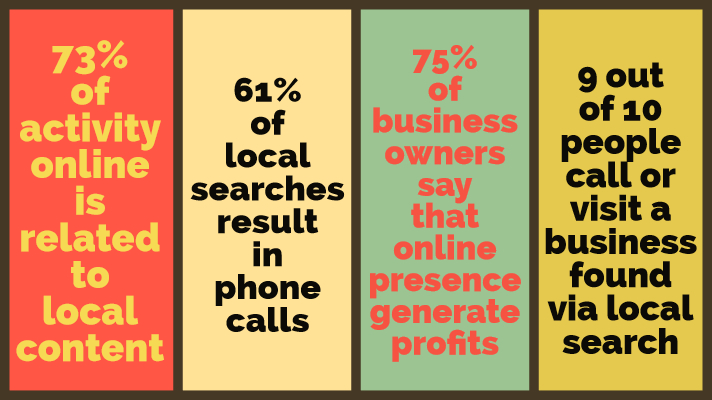 73%
of
activity
online
is
related
to
local
content
61%
of
local
searches
result
in
phone
calls
75%
of
business
owners
say
that
online
presence
generate
profits
9 out
of 10
people
call or
visit a
business
found
via local
search